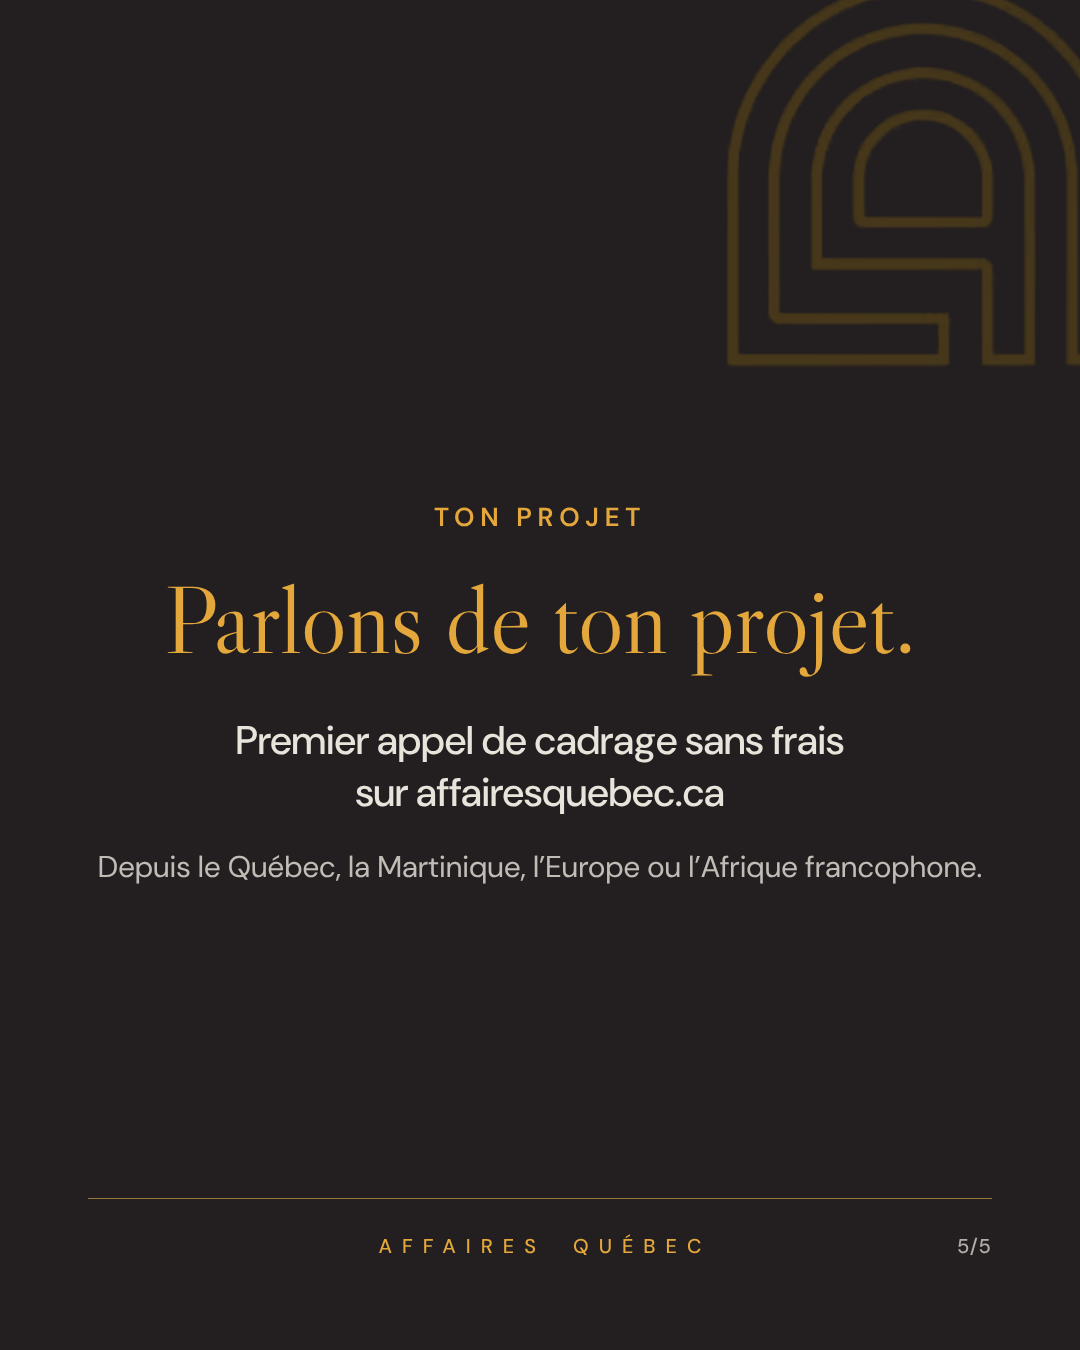 TON PROJET
Parlons de ton projet.
Premier appel de cadrage sans frais
sur affairesquebec.ca
Depuis le Québec, la Martinique, l’Europe ou l’Afrique francophone.
AFFAIRES QUÉBEC
5/5